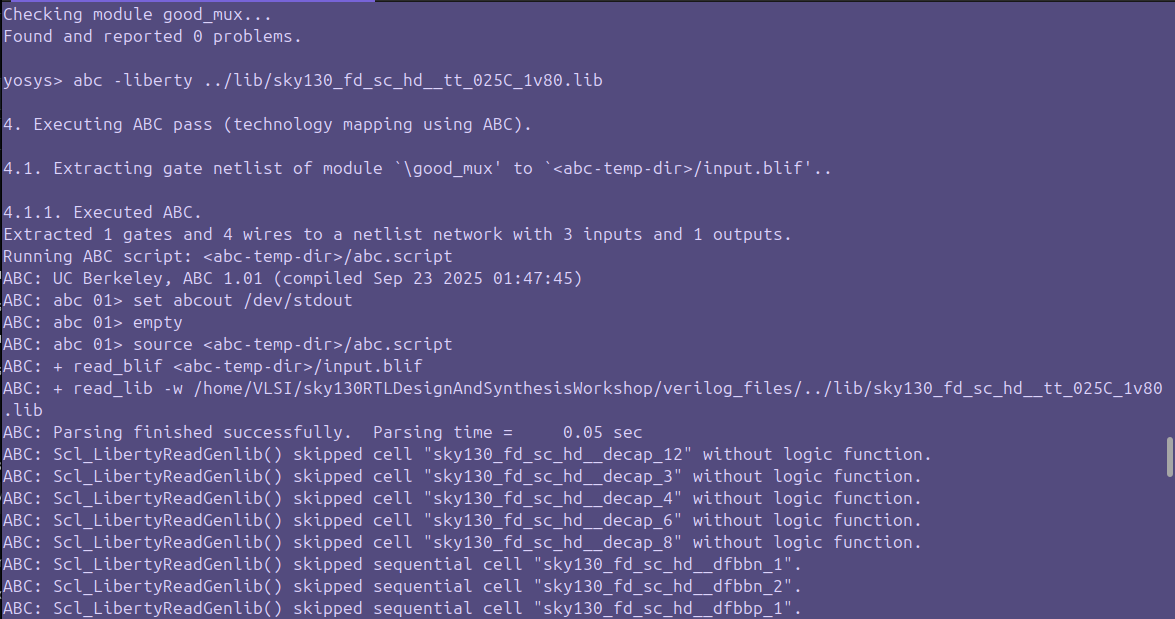 Checking module good_mux...
Found and reported 0 problems.
yosys> abc -liberty ../lib/sky130_fd_sc_hd__tt_025C_1v80.lib
4. Executing ABC pass (technology mapping using ABC).
4.1. Extracting gate netlist of module `\good_mux' to `<abc-temp-dir>/input.blif'..
4.1.1. Executed ABC.
Extracted 1 gates and 4 wires to a netlist network with 3 inputs and 1 outputs.
Running ABC script: <abc-temp-dir>/abc.script
ABC: UC Berkeley, ABC 1.01 (compiled Sep 23 2025 01:47:45)
ABC: abc 01> set abcout /dev/stdout
ABC: abc 01> empty
ABC: abc 01> source <abc-temp-dir>/abc.script
ABC: + read_blif <abc-temp-dir>/input.blif
ABC: + read_lib -w /home/VLSI/sky130RTLDesignAndSynthesisWorkshop/verilog_files/../lib/sky130_fd_sc_hd__tt_025C_1v80
.lib
ABC: Parsing finished successfully.  Parsing time =     0.05 sec
ABC: Scl_LibertyReadGenlib() skipped cell "sky130_fd_sc_hd__decap_12" without logic function.
ABC: Scl_LibertyReadGenlib() skipped cell "sky130_fd_sc_hd__decap_3" without logic function.
ABC: Scl_LibertyReadGenlib() skipped cell "sky130_fd_sc_hd__decap_4" without logic function.
ABC: Scl_LibertyReadGenlib() skipped cell "sky130_fd_sc_hd__decap_6" without logic function.
ABC: Scl_LibertyReadGenlib() skipped cell "sky130_fd_sc_hd__decap_8" without logic function.
ABC: Scl_LibertyReadGenlib() skipped sequential cell "sky130_fd_sc_hd__dfbbn_1".
ABC: Scl_LibertyReadGenlib() skipped sequential cell "sky130_fd_sc_hd__dfbbn_2".
ABC: Scl_LibertyReadGenlib() skipped sequential cell "sky130_fd_sc_hd__dfbbp_1".